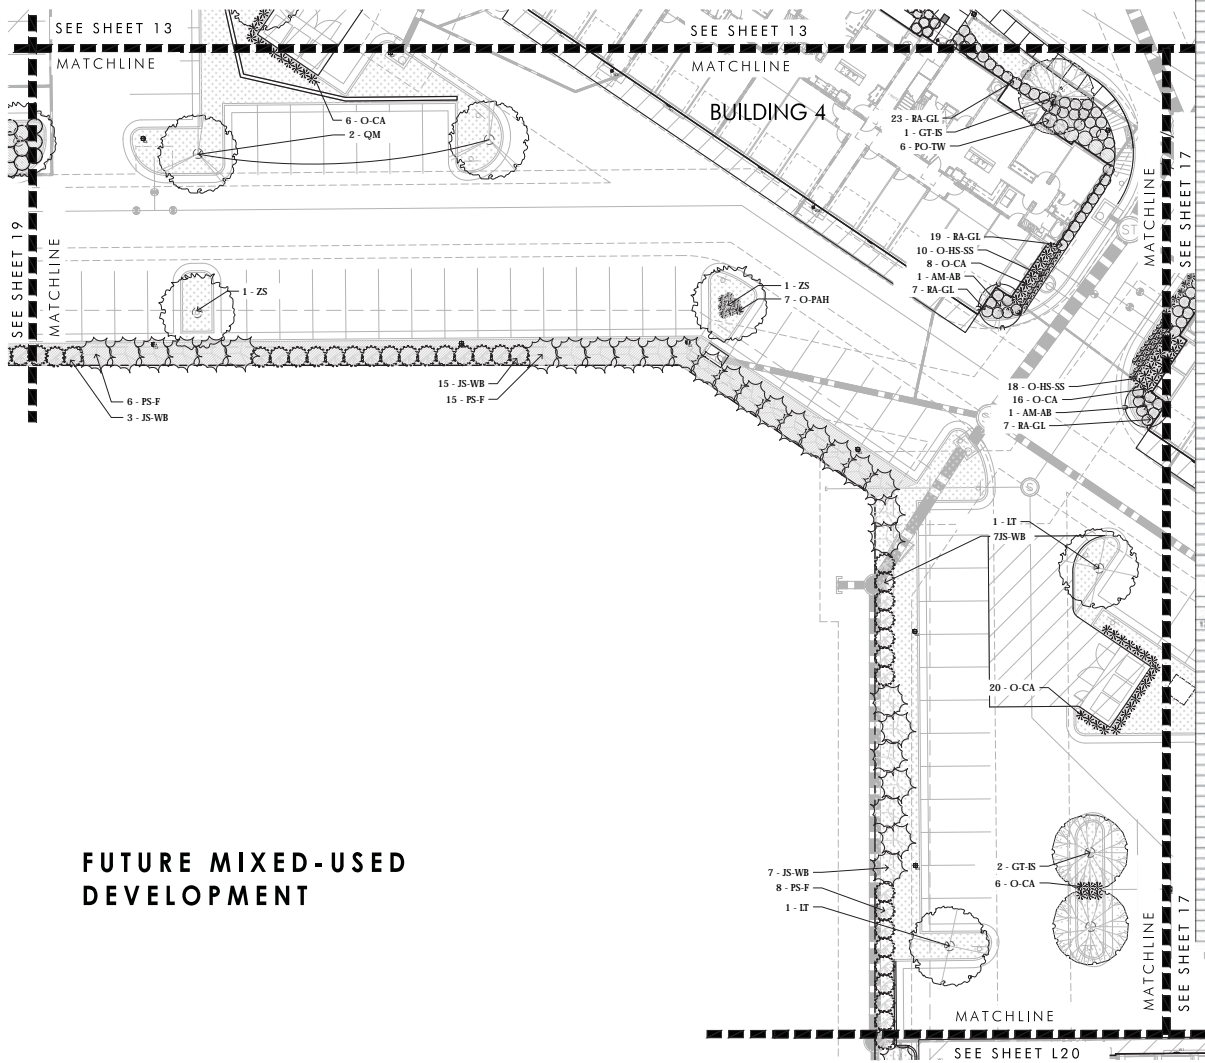 SEE SHEET 13
MATCHLINE
SEE SHEET 13
MATCHLINE
BUILDING 4
6 - O-CA
2 - QM
23 - RA-GL
1 - GT-IS
6 - PO-TW
SEE SHEET 19
MATCHLINE
MATCHLINE
SEE SHEET 17
ST
19 - RA-GL
10 - O-HS-SS
8 - O-CA
1 - AM-AB
7 - RA-GL
1 - ZS
1 - ZS
7 - O-PAH
15 - JS-WB
15 - PS-F
6 - PS-F
3 - JS-WB
18 - O-HS-SS
16 - O-CA
1 - AM-AB
7 - RA-GL
S
1 - LT
7JS-WB
20 - O-CA
FUTURE MIXED-USED
DEVELOPMENT
7 - JS-WB
8 - PS-F
1 - LT
2 - GT-IS
6 - O-CA
MATCHLINE
SEE SHEET 17
MATCHLINE
SEE SHEET L20